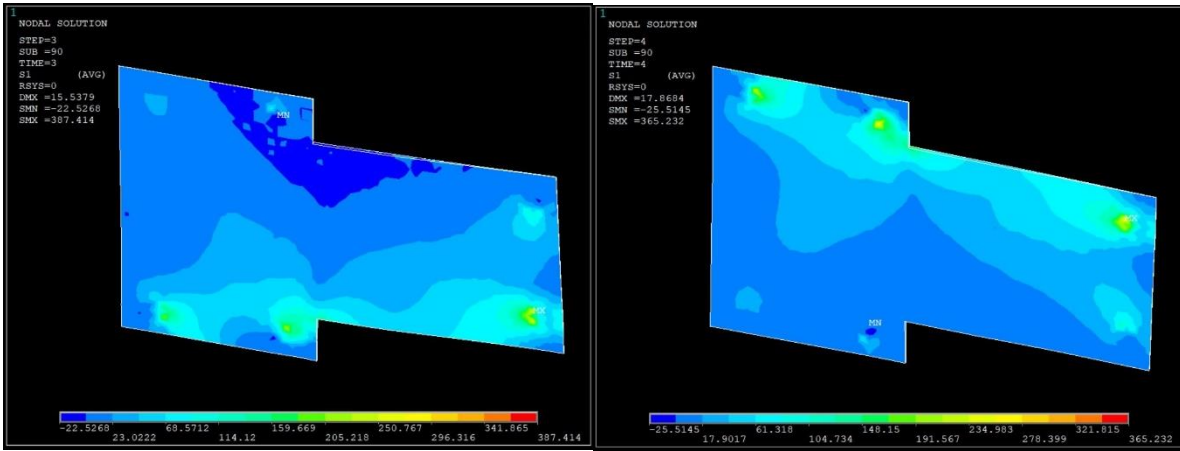 1
NODAL SOLUTION
STEP=3
SUB =90
TIME=3
S1 (AVG)
RSYS=0
DMX =15.5379
SMN =-22.5268
SMX =387.414
MN
MX
-22.5268 68.5712 159.669 250.767 341.865
23.0222 114.12 205.218 296.316 387.414
1
NODAL SOLUTION
STEP=4
SUB =90
TIME=4
S1 (AVG)
RSYS=0
DMX =17.8684
SMN =-25.5145
SMX =365.232
MX
MN
-25.5145 61.318 148.15 234.983 321.815
17.9017 104.734 191.567 278.399 365.232